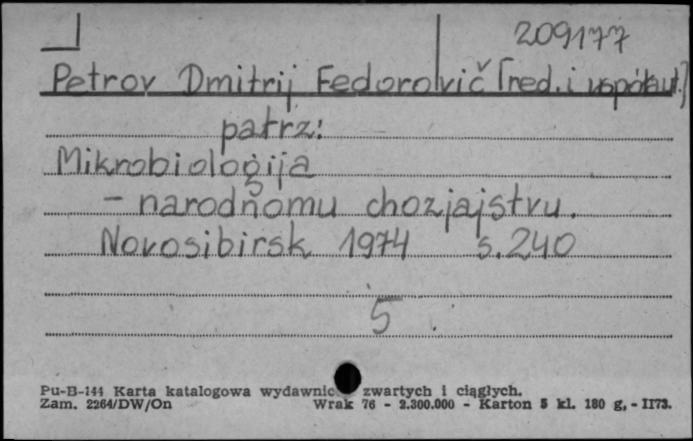 209177
Petrov Dmitrij Fedorovič [red. i współaut.]
patrz:
Mikrobiologija
- narodnomu chozjajstvu.
Novosibirsk 1974 s. 240
5
Pu-B-144 Karta katalogowa wydawnic zwartych i ciągłych.
Zam. 2264/DW/On Wrak 76 - 2.300.000 - Karton 5 kl. 180 g, - II73.